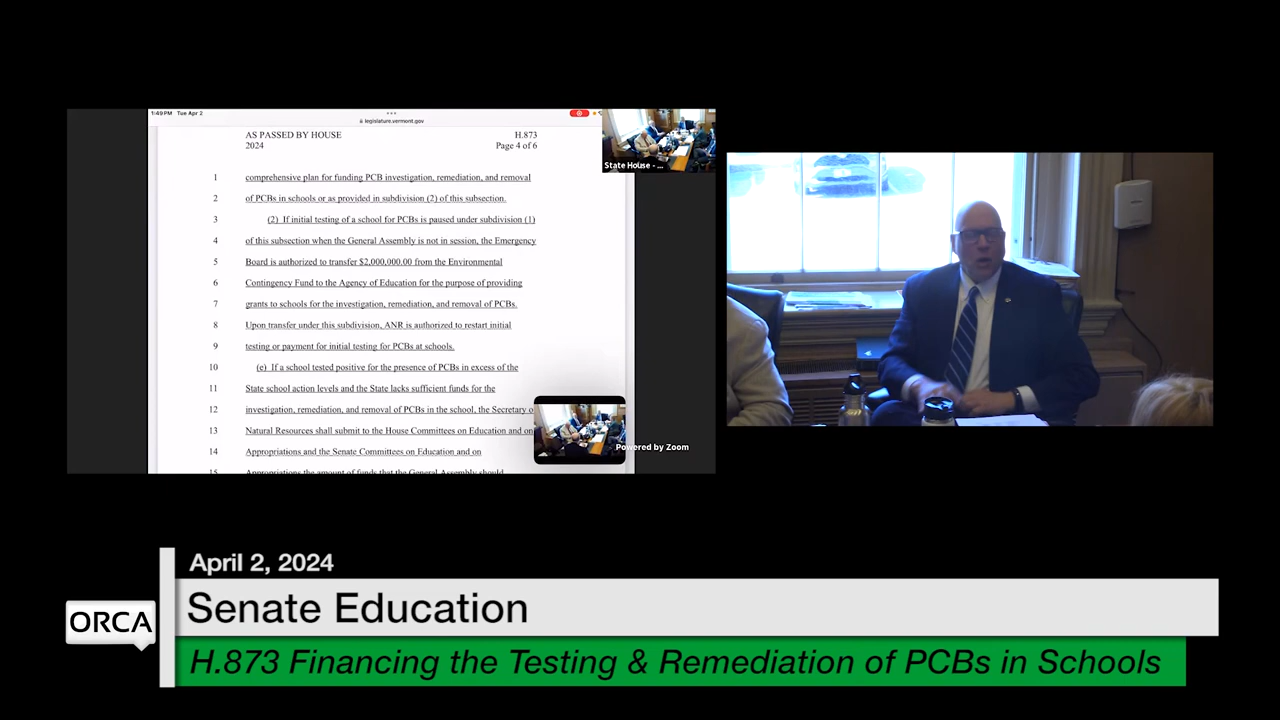 1:49 PM Tue Apr 2
legislature.vermont.gov
AS PASSED BY HOUSE H.873
2024 Page 4 of 6
1 comprehensive plan for funding PCB investigation, remediation, and removal
2 of PCBs in schools or as provided in subdivision (2) of this subsection.
3 (2) If initial testing of a school for PCBs is paused under subdivision (1)
4 of this subsection when the General Assembly is not in session, the Emergency
5 Board is authorized to transfer $2,000,000.00 from the Environmental
6 Contingency Fund to the Agency of Education for the purpose of providing
7 grants to schools for the investigation, remediation, and removal of PCBs.
8 Upon transfer under this subdivision, ANR is authorized to restart initial
9 testing or payment for initial testing for PCBs at schools.
10 (e) If a school tested positive for the presence of PCBs in excess of the
11 State school action levels and the State lacks sufficient funds for the
12 investigation, remediation, and removal of PCBs in the school, the Secretary o
13 Natural Resources shall submit to the House Committees on Education and on
14 Appropriations and the Senate Committees on Education and on
15 Appropriations the amount of funds that the General Assembly should
State House - ...
Powered by Zoom
April 2, 2024
ORCA
Senate Education
H.873 Financing the Testing & Remediation of PCBs in Schools